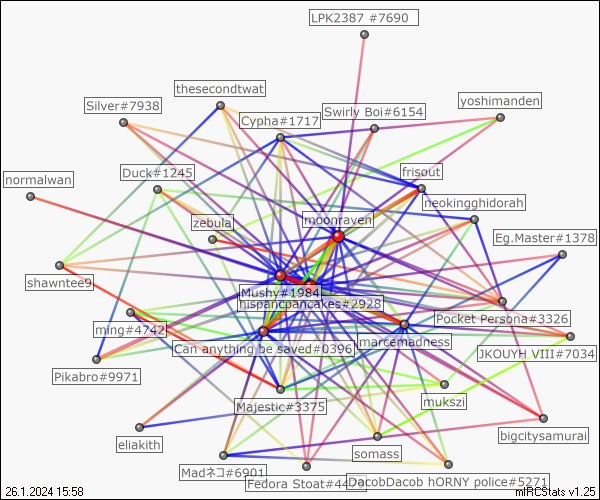 LPK2387 #7690
thesecondtwat
yoshimanden
Silver#7938
Swirly Boi#6154
Cypha#1717
Duck#1245
frisout
normalwan
neokingghidorah
moonraven
zebula
Eg.Master#1378
shawntee9
Mushy#1984
hispanicpancakes#2928
Pocket Persona#3326
ming#4742
marcemadness
Can anything be saved#0396
JKOUYH VIII#7034
Pikabro#9971
mukszi
Majestic#3375
eliakith
bigcitysamurai
somass
Madネコ#6901
Fedora Stoat#44
DacobDacob hORNY police#5271
26.1.2024 15:58
mIRCStats v1.25